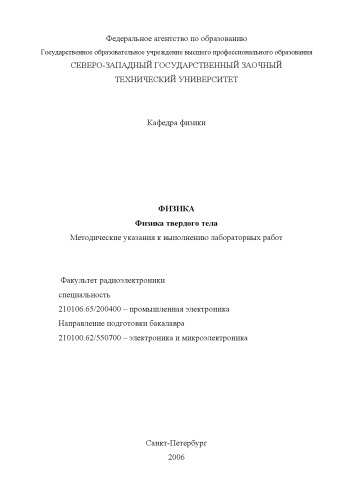 Федеральное агентство по образованию
Государственное образовательное учреждение высшего профессионального образования
СЕВЕРО-ЗАПАДНЫЙ ГОСУДАРСТВЕННЫЙ ЗАОЧНЫЙ
ТЕХНИЧЕСКИЙ УНИВЕРСИТЕТ
Кафедра физики
ФИЗИКА
Физика твердого тела
Методические указания к выполнению лабораторных работ
Факультет радиоэлектроники
специальность
210106.65/200400 – промышленная электроника
Направление подготовки бакалавра
210100.62/550700 – электроника и микроэлектроника
Санкт-Петербург
2006